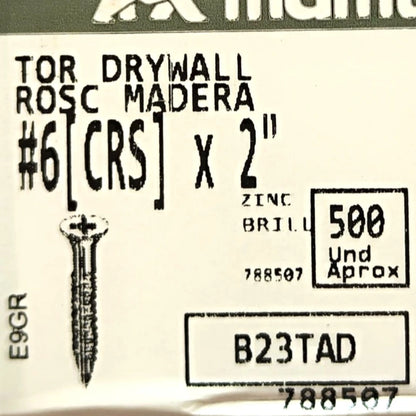 TOR DRYWALL
ROSC MADERA
#6[CRS] x 2"
ZINC
BRILL
500
Und
Aprox
788507
B23TAD
788507
E9GR